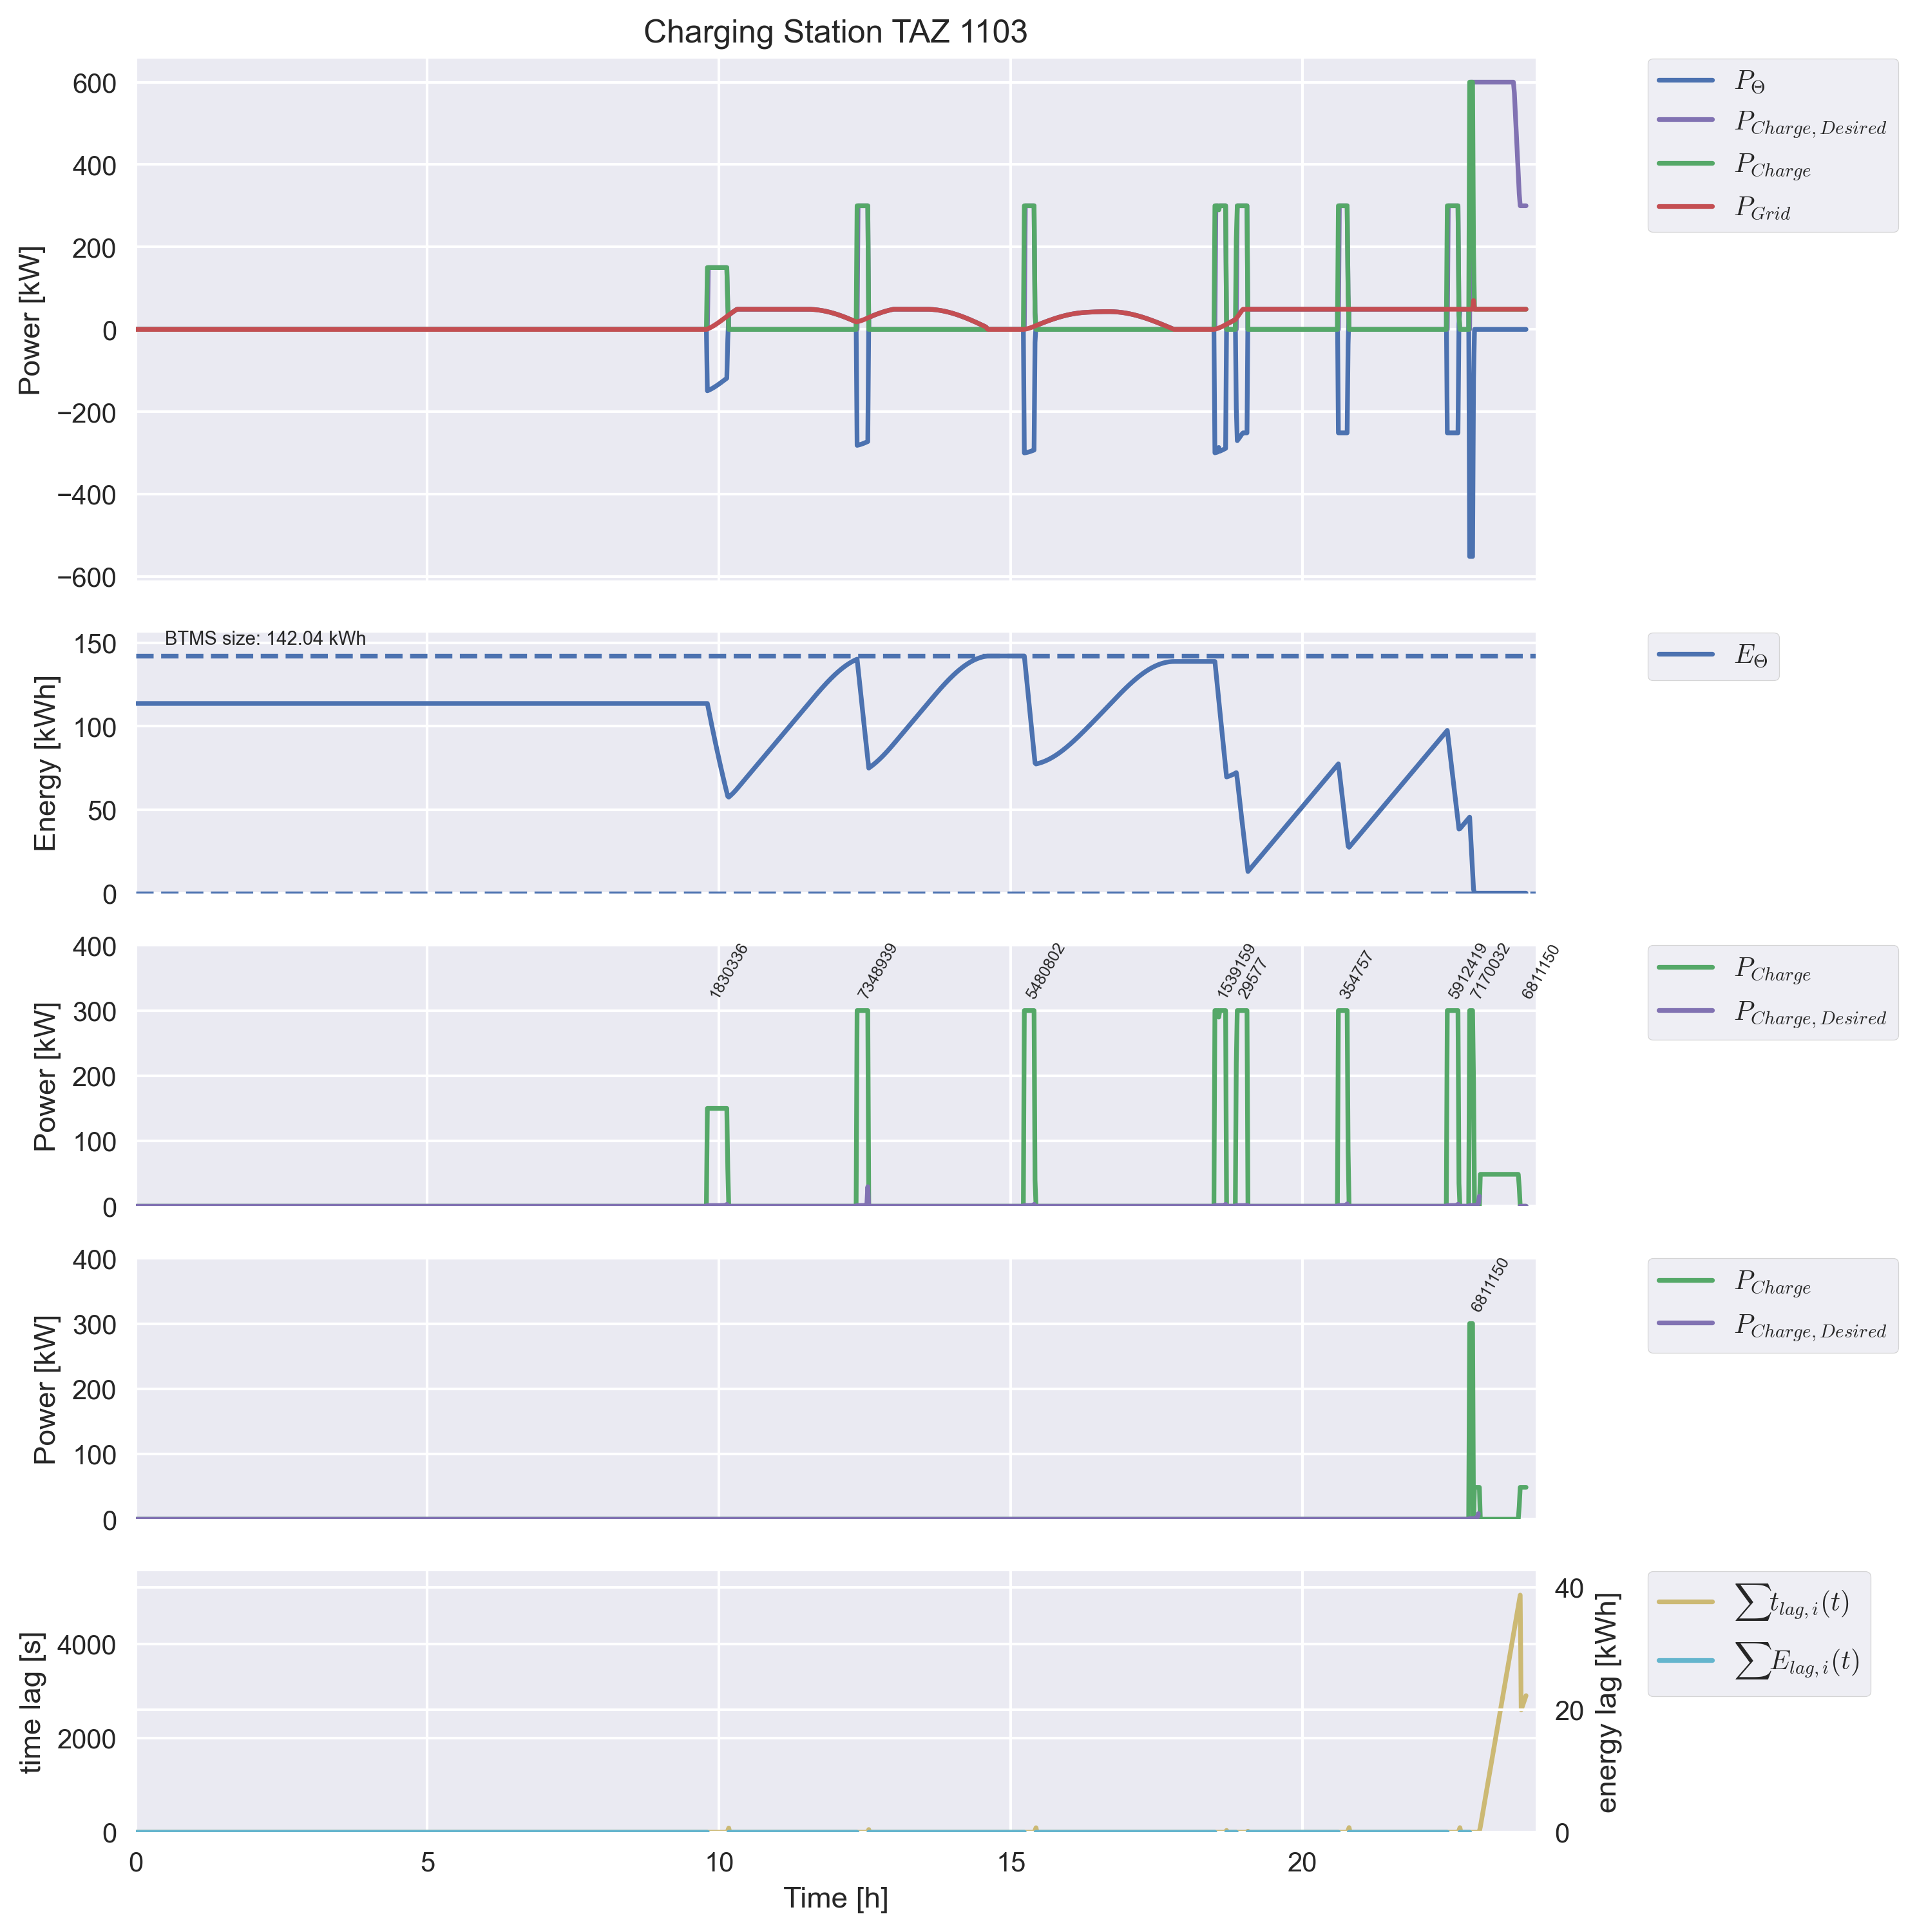 Charging Station TAZ 1103
Power [kW]
600
400
200
0
−200
−400
−600
P_Θ
P_Charge, Desired
P_Charge
P_Grid
BTMS size: 142.04 kWh
Energy [kWh]
150
100
50
0
E_Θ
Power [kW]
400
300
200
100
0
1830336
7348939
5480802
1539159
29577
354757
5912419
7170032
6811150
P_Charge
P_Charge, Desired
Power [kW]
400
300
200
100
0
6811150
P_Charge
P_Charge, Desired
time lag [s]
4000
2000
0
40
20
0
energy lag [kWh]
∑t_lag, i(t)
∑E_lag, i(t)
0 5 10 15 20
Time [h]